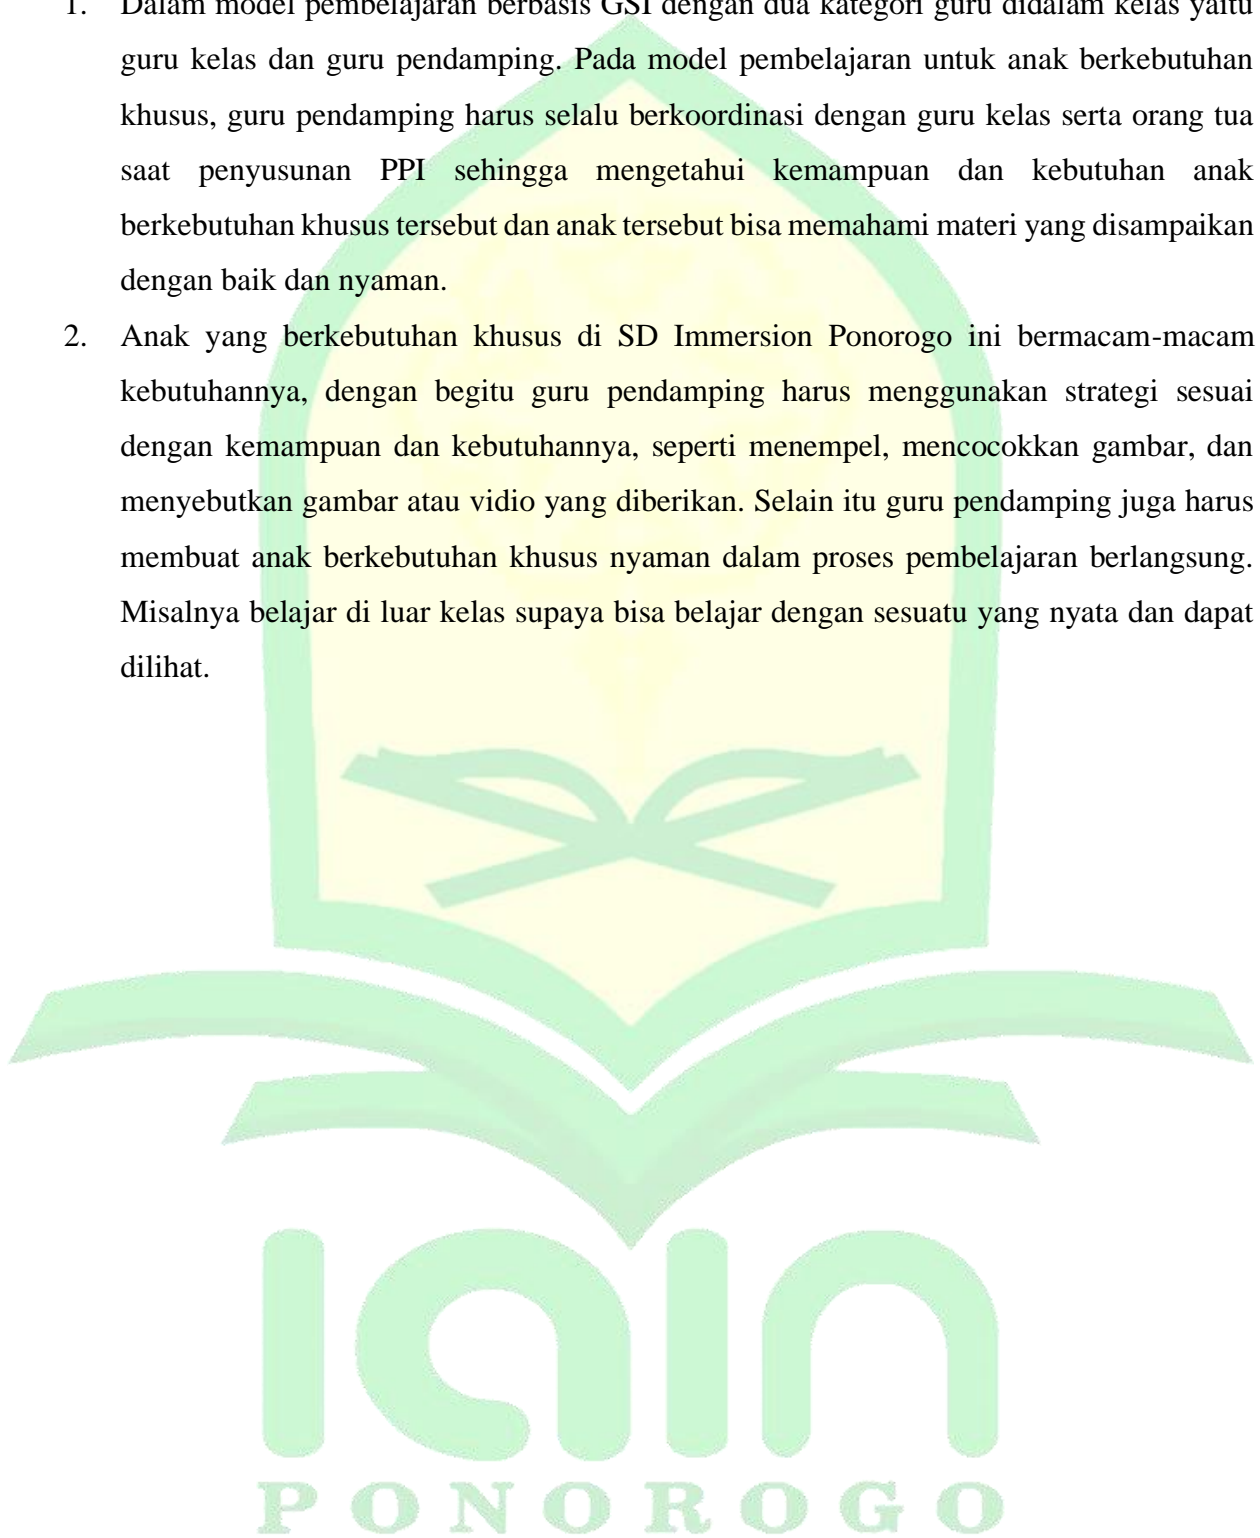 1. Dalam model pembelajaran berbasis GSI dengan dua kategori guru didalam kelas yaitu
guru kelas dan guru pendamping. Pada model pembelajaran untuk anak berkebutuhan
khusus, guru pendamping harus selalu berkoordinasi dengan guru kelas serta orang tua
saat penyusunan PPI sehingga mengetahui kemampuan dan kebutuhan anak
berkebutuhan khusus tersebut dan anak tersebut bisa memahami materi yang disampaikan
dengan baik dan nyaman.
2. Anak yang berkebutuhan khusus di SD Immersion Ponorogo ini bermacam-macam
kebutuhannya, dengan begitu guru pendamping harus menggunakan strategi sesuai
dengan kemampuan dan kebutuhannya, seperti menempel, mencocokkan gambar, dan
menyebutkan gambar atau vidio yang diberikan. Selain itu guru pendamping juga harus
membuat anak berkebutuhan khusus nyaman dalam proses pembelajaran berlangsung.
Misalnya belajar di luar kelas supaya bisa belajar dengan sesuatu yang nyata dan dapat
dilihat.
iain
PONOROGO